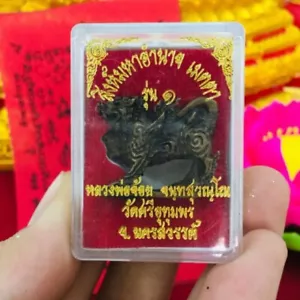 สิงห์มหาอำนาจ เมตตา
รุ่น ๑
หลวงพ่อจ้อย จนฺทสุวณฺโณ
วัดศรีอุทุมพร
จ. นครสวรรค์